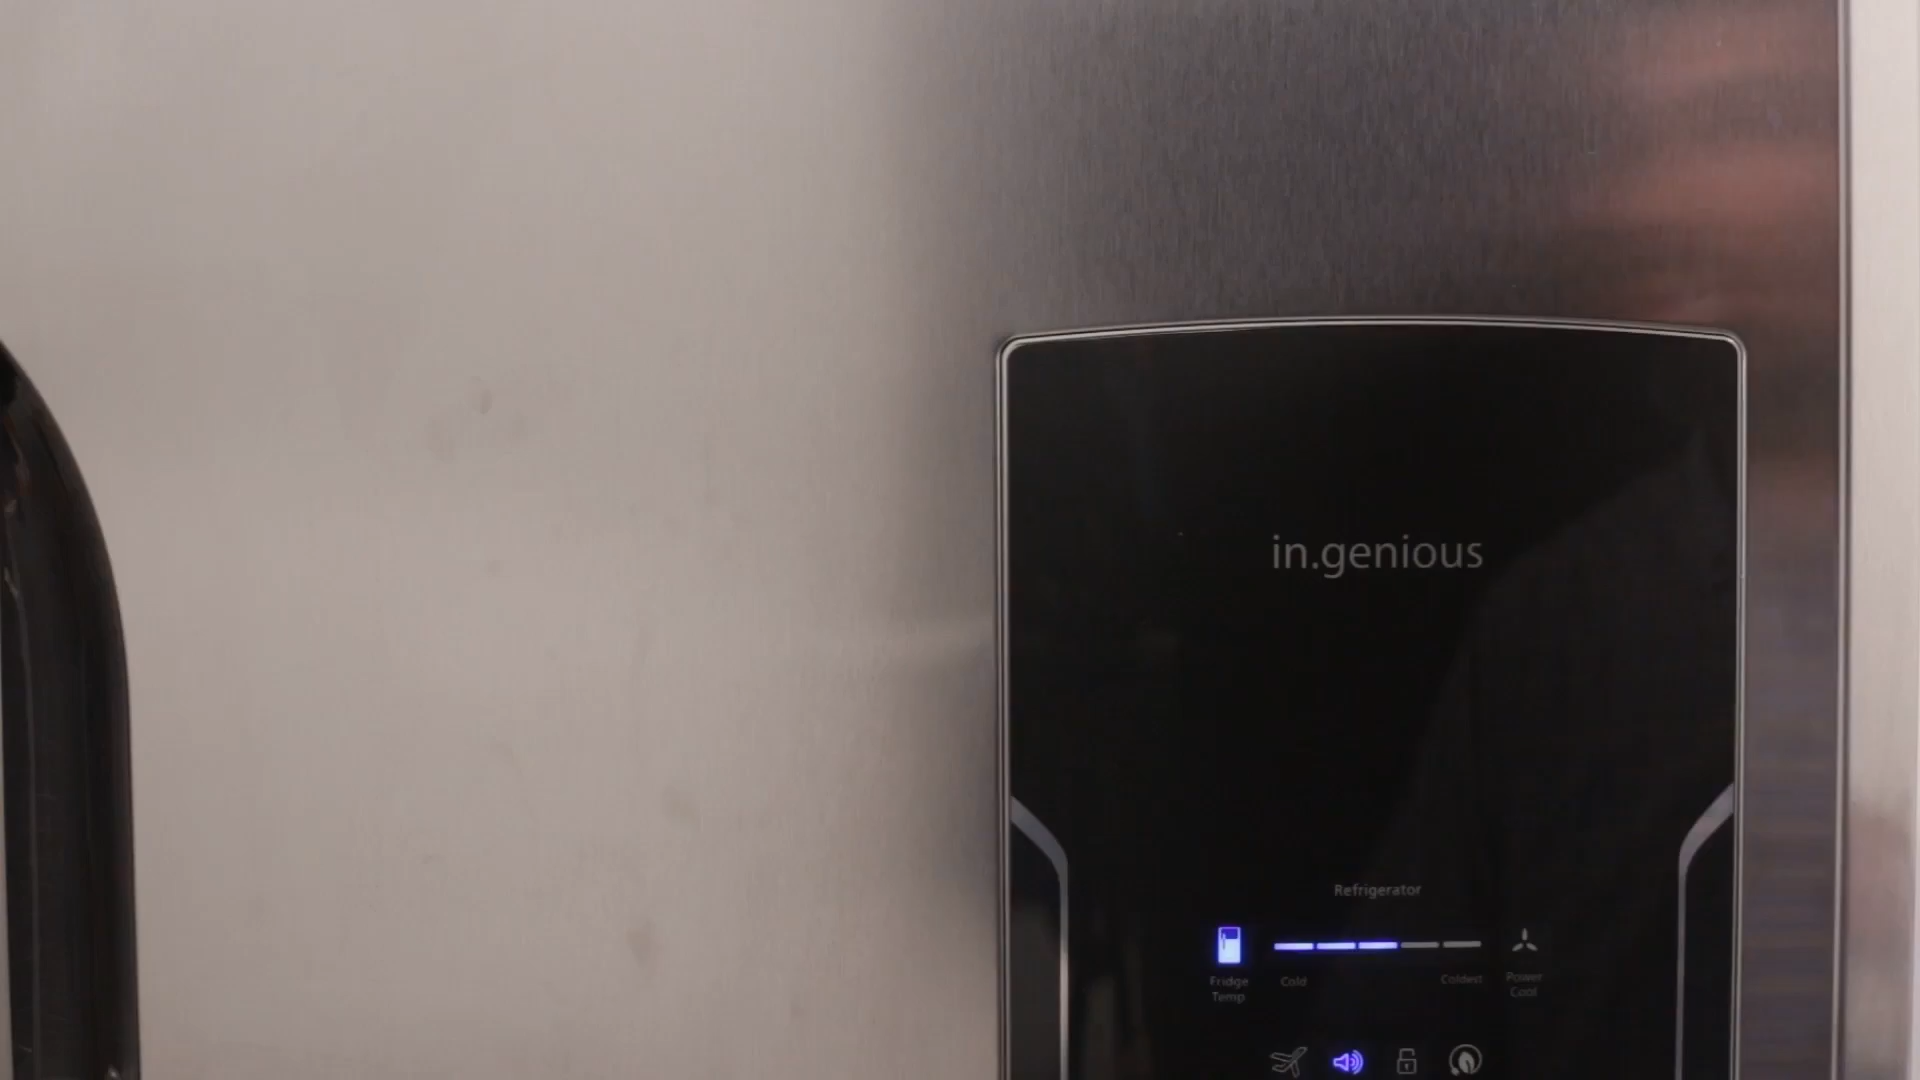 in.genious
Refrigerator
Fridge
Temp
Cold
Coldest
Power
Cool